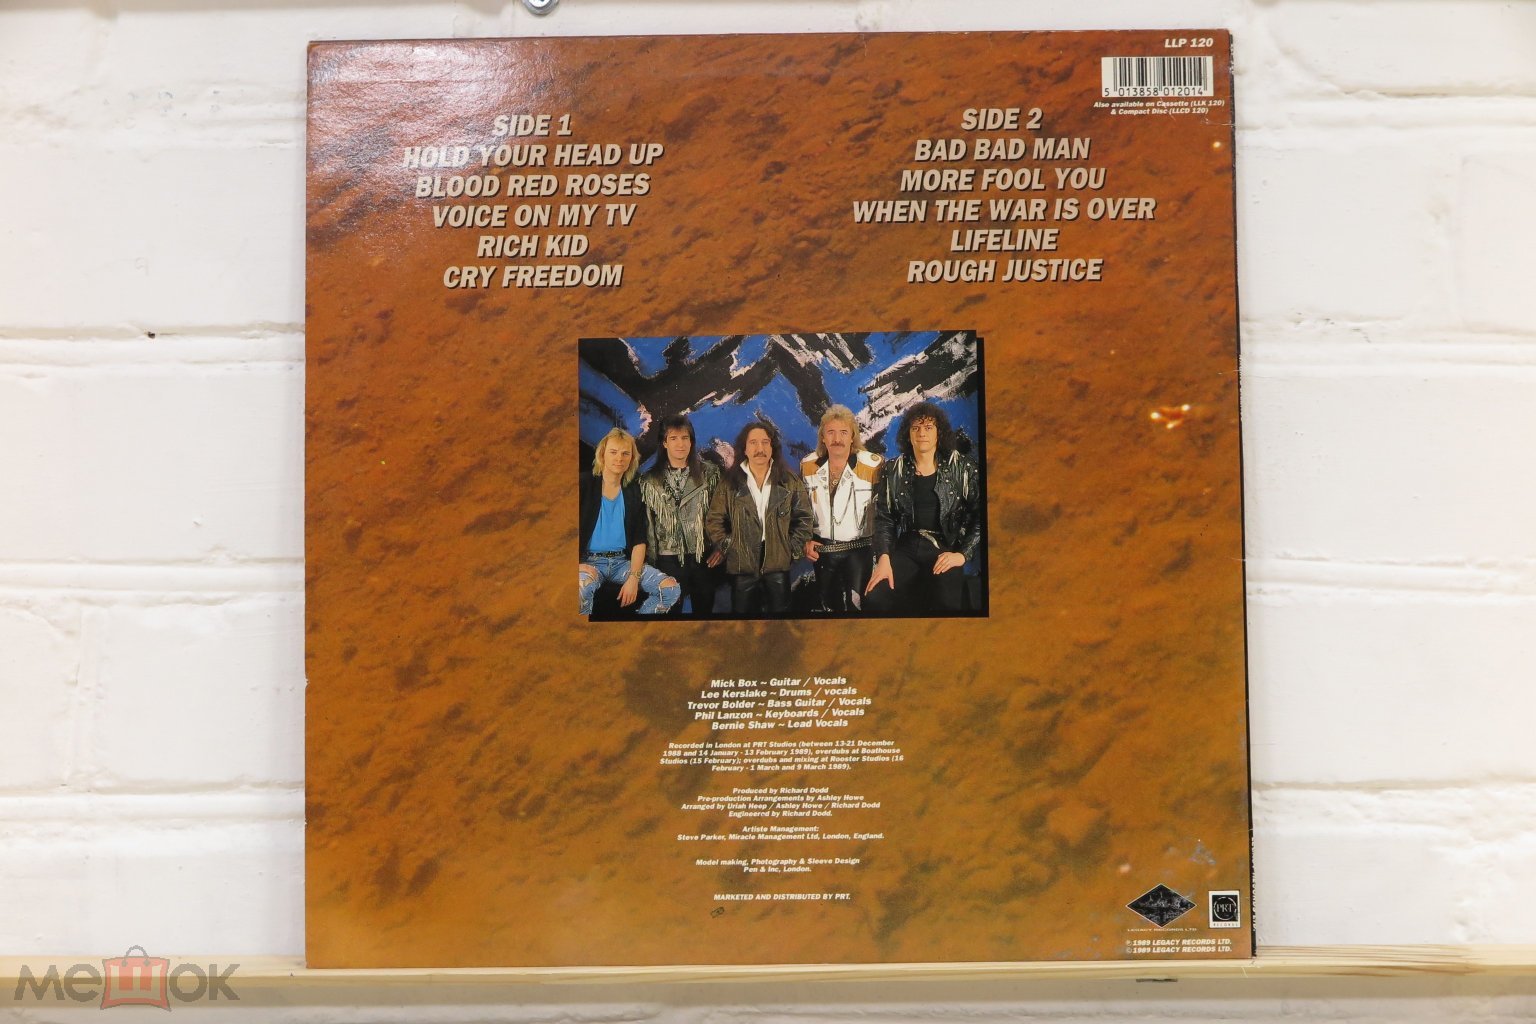 LLP 120
5 013858 012014
Also available on Cassette (LLK 120)
& Compact Disc (LLCD 120)
SIDE 1
HOLD YOUR HEAD UP
BLOOD RED ROSES
VOICE ON MY TV
RICH KID
CRY FREEDOM
SIDE 2
BAD BAD MAN
MORE FOOL YOU
WHEN THE WAR IS OVER
LIFELINE
ROUGH JUSTICE
Mick Box ~ Guitar / Vocals
Lee Kerslake ~ Drums / vocals
Trevor Bolder ~ Bass Guitar / Vocals
Phil Lanzon ~ Keyboards / Vocals
Bernie Shaw ~ Lead Vocals
Recorded in London at PRT Studios (between 13-21 December
1988 and 14 January - 13 February 1989), overdubs at Boathouse
Studios (15 February); overdubs and mixing at Rooster Studios (16
February - 1 March and 9 March 1989).
Produced by Richard Dodd
Pre-production Arrangements by Ashley Howe
Arranged by Uriah Heep / Ashley Howe / Richard Dodd
Engineered by Richard Dodd.
Artiste Management:
Steve Parker, Miracle Management Ltd, London, England.
Model making, Photography & Sleeve Design
Pen & Inc, London.
MARKETED AND DISTRIBUTED BY PRT.
LEGACY RECORDS LTD
PRT
RECORDS
℗ 1989 LEGACY RECORDS LTD.
© 1989 LEGACY RECORDS LTD.
мешок